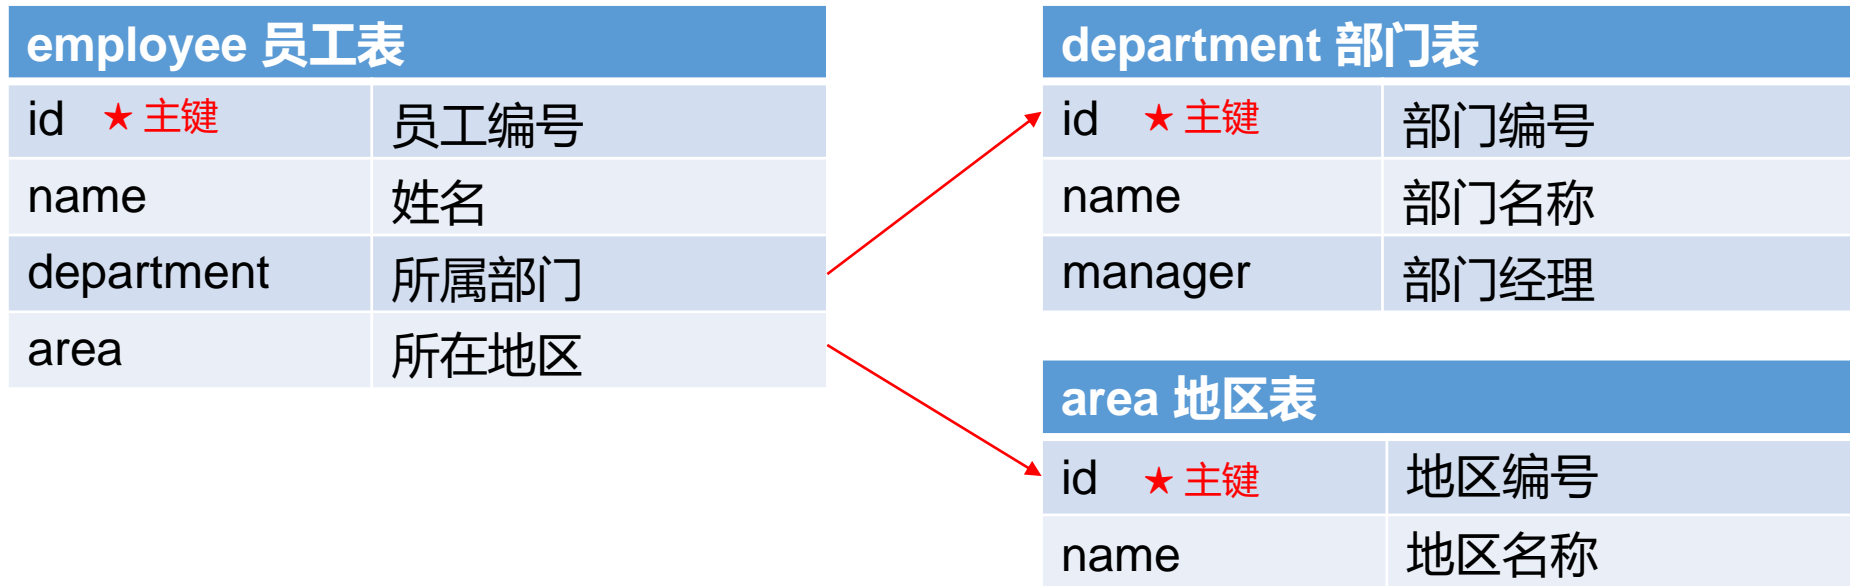 employee 员工表
id ★ 主键 员工编号
name 姓名
department 所属部门
area 所在地区
department 部门表
id ★ 主键 部门编号
name 部门名称
manager 部门经理
area 地区表
id ★ 主键 地区编号
name 地区名称